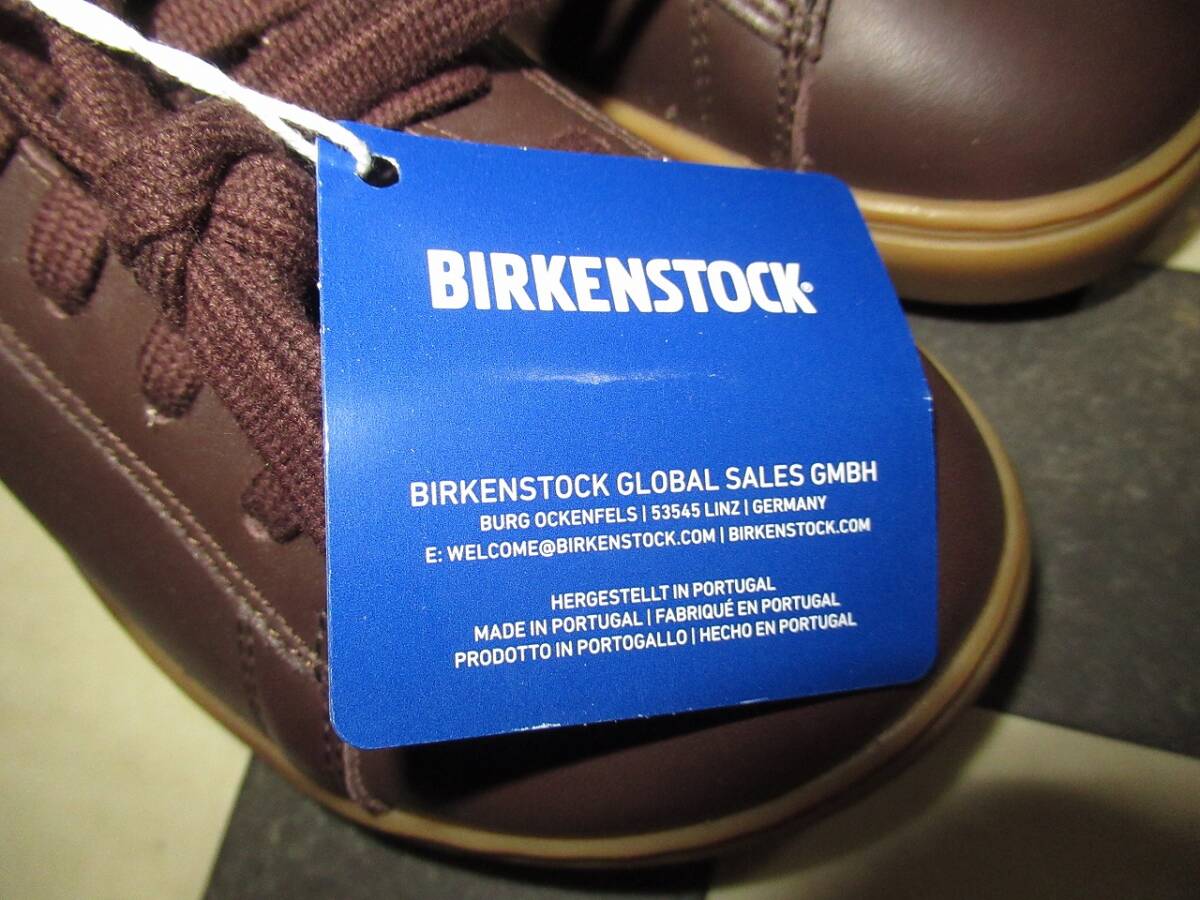 BIRKENSTOCK®
BIRKENSTOCK GLOBAL SALES GMBH
BURG OCKENFELS | 53545 LINZ | GERMANY
E: WELCOME@BIRKENSTOCK.COM | BIRKENSTOCK.COM
HERGESTELLT IN PORTUGAL
MADE IN PORTUGAL | FABRIQUÉ EN PORTUGAL
PRODOTTO IN PORTOGALLO | HECHO EN PORTUGAL